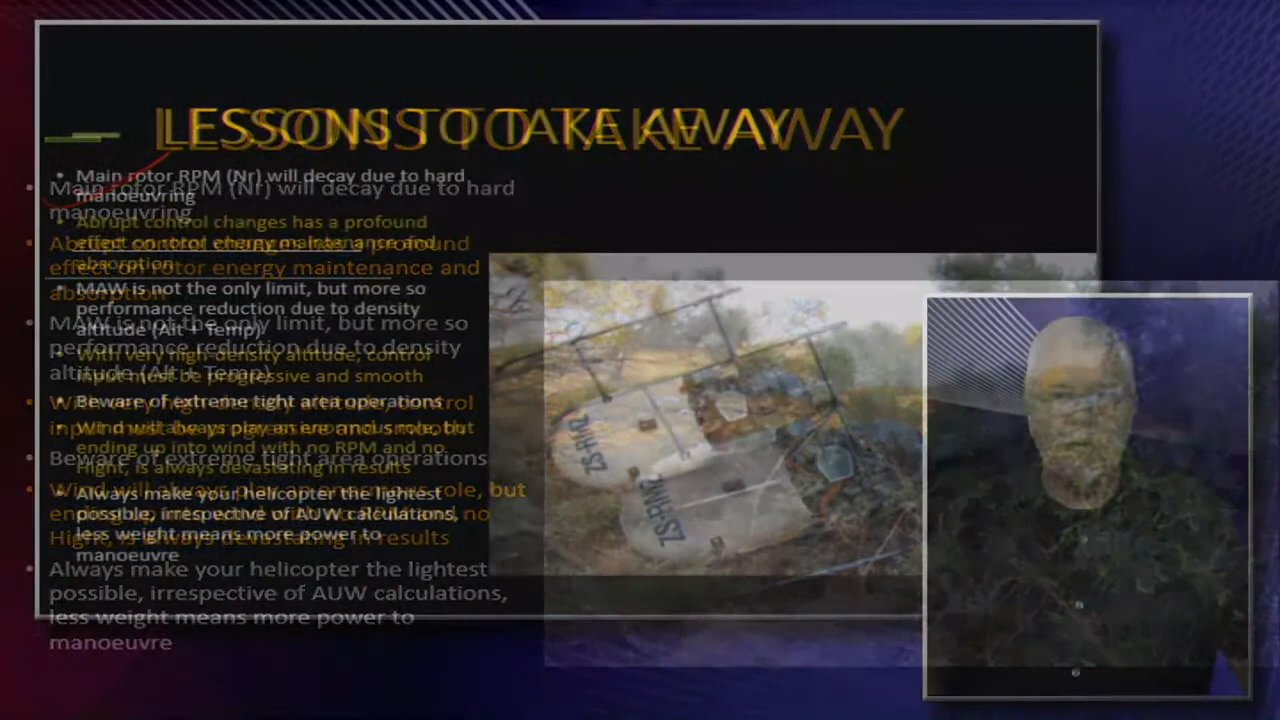 LESSONS TO TAKE AWAY
• Main rotor RPM (Nr) will decay due to hard
manoeuvring
• Abrupt control changes has a profound
effect on rotor energy maintenance and
absorption
• MAW is not the only limit, but more so
performance reduction due to density
altitude (Alt + Temp)
• With very high density altitude, control
input must be progressive and smooth
• Beware of extreme tight area operations
• Wind will always play an enormous role, but
ending up into wind with no RPM and no
Hight, is always devastating in results
• Always make your helicopter the lightest
possible, irrespective of AUW calculations,
less weight means more power to
manoeuvre